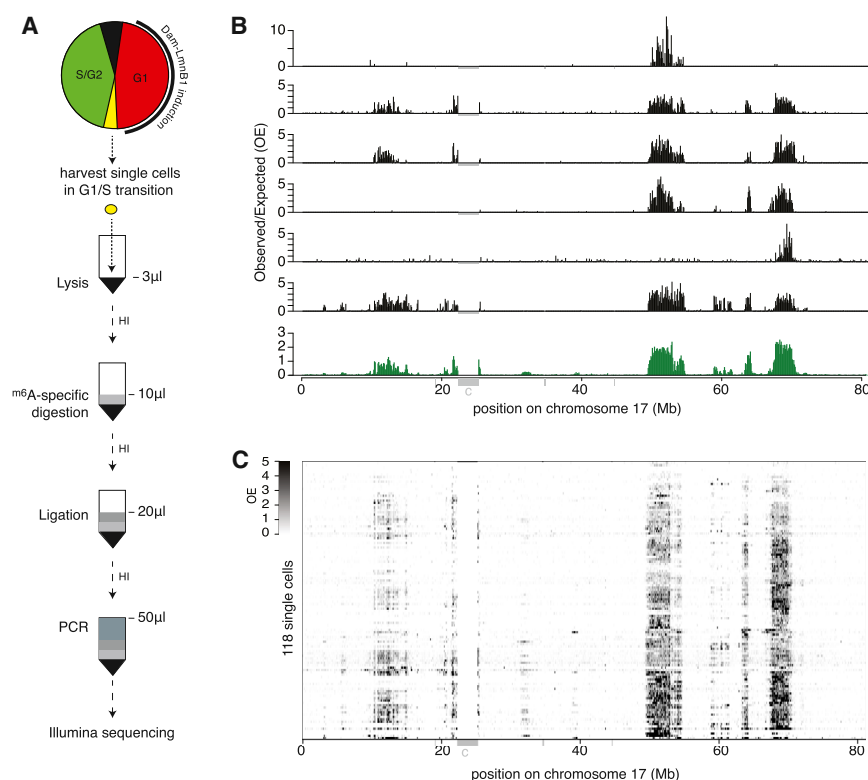 A
S/G2
G1
Dam-LmnB1 induction
harvest single cells
in G1/S transition
Lysis
3µl
HI
m6A-specific
digestion
10µl
HI
Ligation
20µl
HI
PCR
50µl
Illumina sequencing
B
Observed/Expected (OE)
10
0
5
0
5
0
5
0
5
0
5
0
3
2
1
0
0 20 40 60 80
C
position on chromosome 17 (Mb)
C
OE
5
4
3
2
1
0
118 single cells
0 20 40 60 80
C
position on chromosome 17 (Mb)